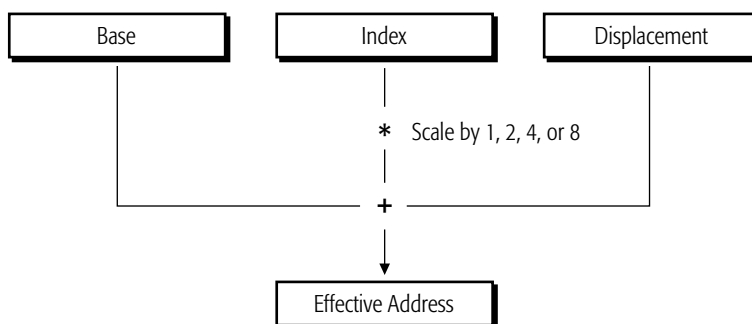 Base
Index
Displacement
* Scale by 1, 2, 4, or 8
+
Effective Address